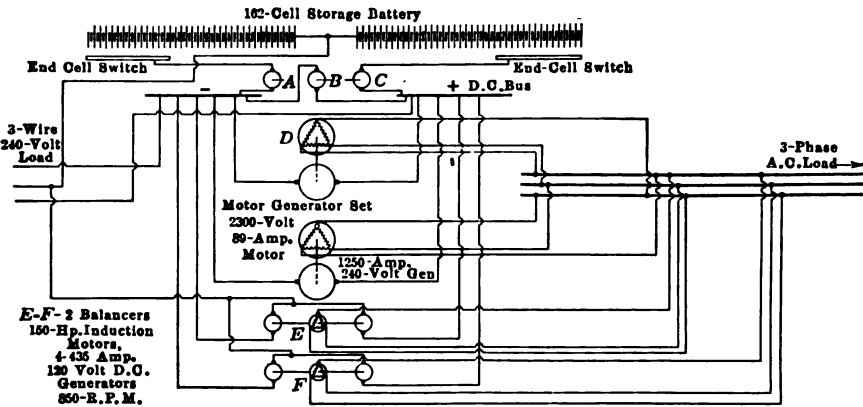 162-Cell Storage Battery
End Cell Switch
A
B
C
End-Cell Switch
-
+ D.C.Bus
3-Wire
240-Volt
Load
D
3-Phase
A.C.Load
Motor Generator Set
2300-Volt
89-Amp.
Motor
1250-Amp.
240-Volt Gen
E-F-2 Balancers
150-Hp.Induction
Motors,
4-435 Amp.
120 Volt D.C.
Generators
850-R.P.M.
E
F